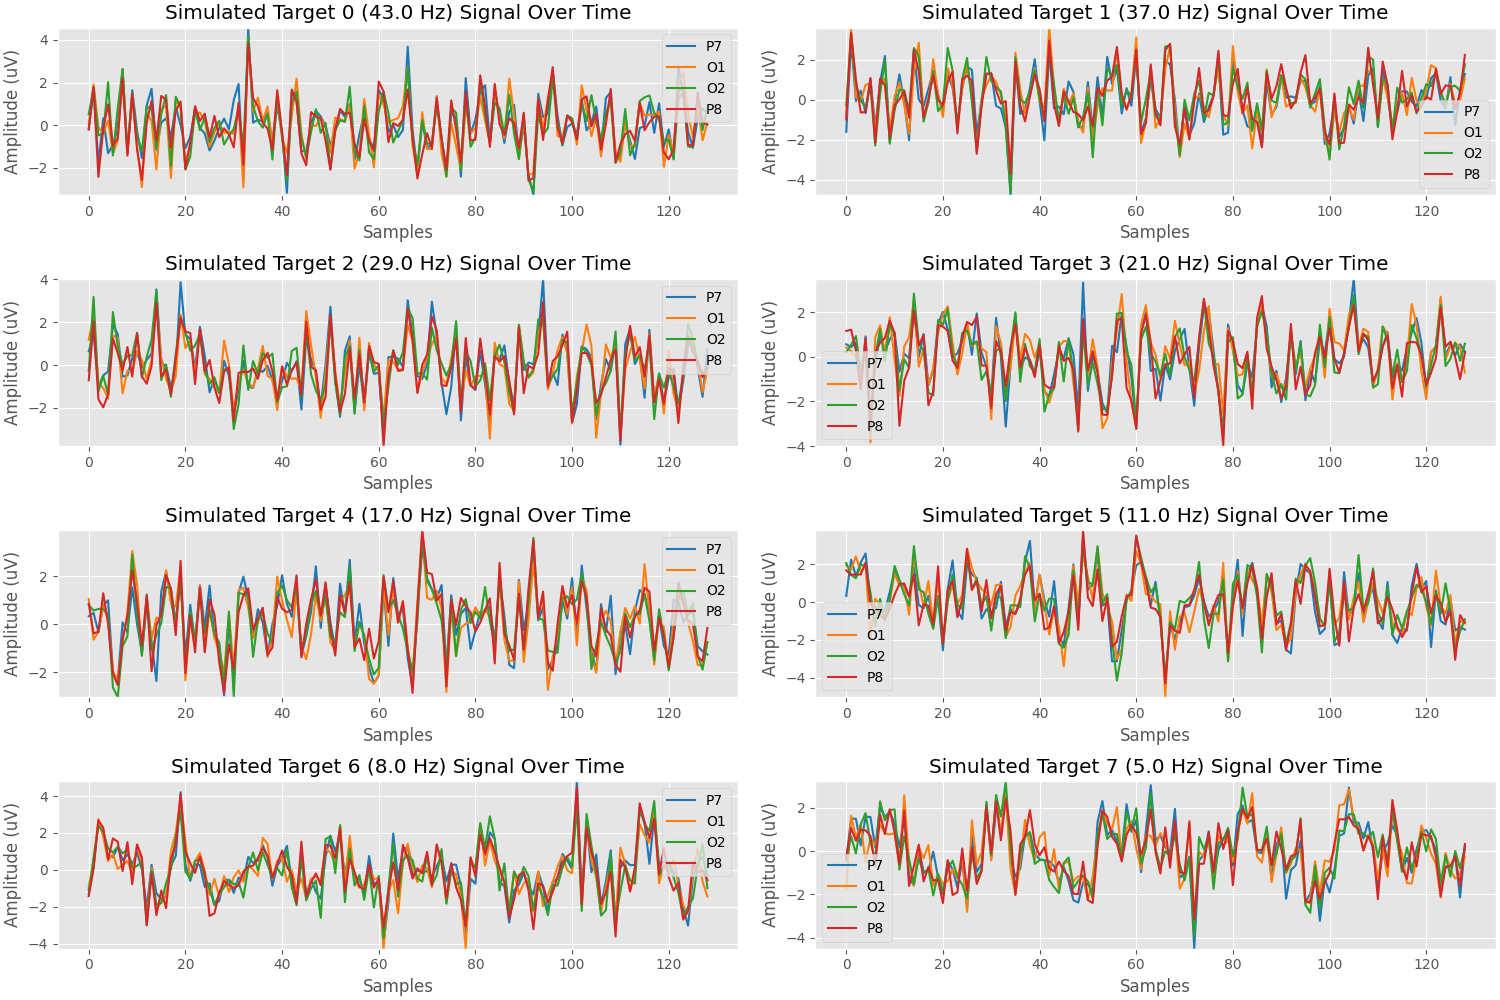 Simulated Target 0 (43.0 Hz) Signal Over Time
Amplitude (uV)
4
2
0
−2
0 20 40 60 80 100 120
Samples
P7
O1
O2
P8
Simulated Target 1 (37.0 Hz) Signal Over Time
Amplitude (uV)
2
0
−2
−4
0 20 40 60 80 100 120
Samples
P7
O1
O2
P8
Simulated Target 2 (29.0 Hz) Signal Over Time
Amplitude (uV)
4
2
0
−2
0 20 40 60 80 100 120
Samples
P7
O1
O2
P8
Simulated Target 3 (21.0 Hz) Signal Over Time
Amplitude (uV)
2
0
−2
−4
0 20 40 60 80 100 120
Samples
P7
O1
O2
P8
Simulated Target 4 (17.0 Hz) Signal Over Time
Amplitude (uV)
2
0
−2
0 20 40 60 80 100 120
Samples
P7
O1
O2
P8
Simulated Target 5 (11.0 Hz) Signal Over Time
Amplitude (uV)
2
0
−2
−4
0 20 40 60 80 100 120
Samples
P7
O1
O2
P8
Simulated Target 6 (8.0 Hz) Signal Over Time
Amplitude (uV)
4
2
0
−2
−4
0 20 40 60 80 100 120
Samples
P7
O1
O2
P8
Simulated Target 7 (5.0 Hz) Signal Over Time
Amplitude (uV)
2
0
−2
−4
0 20 40 60 80 100 120
Samples
P7
O1
O2
P8